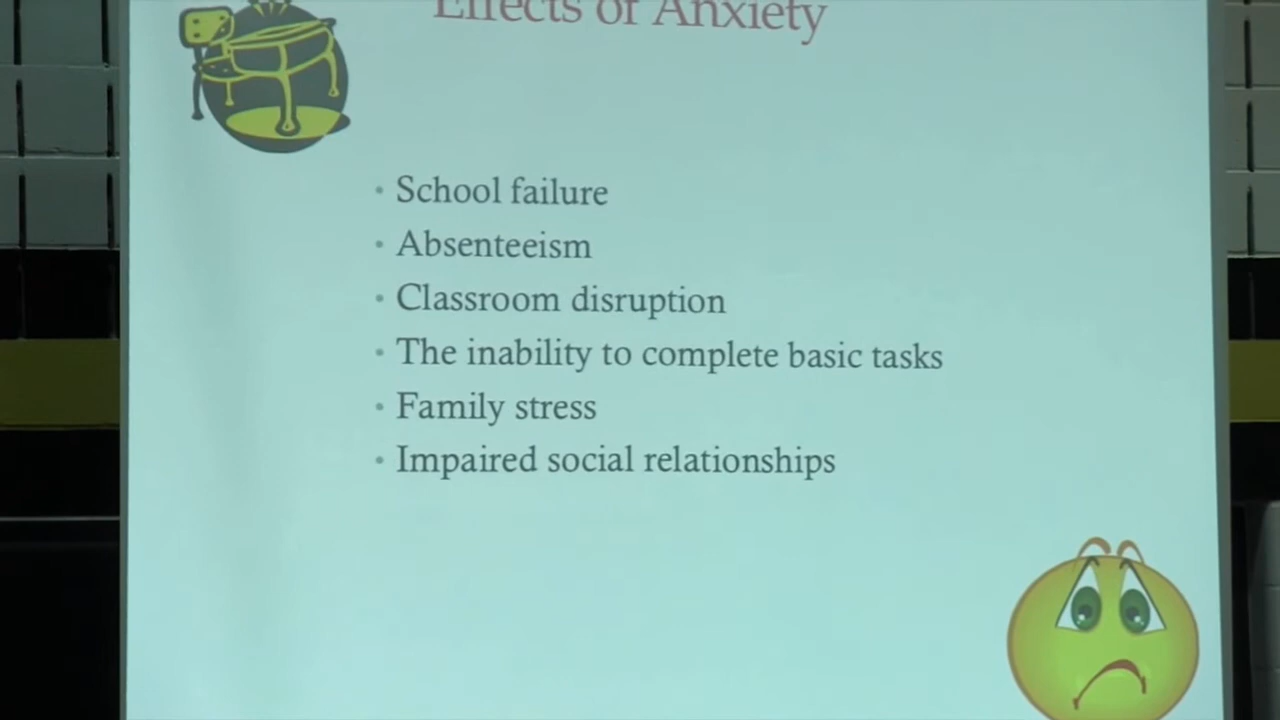 Effects of Anxiety
• School failure
• Absenteeism
• Classroom disruption
• The inability to complete basic tasks
• Family stress
• Impaired social relationships